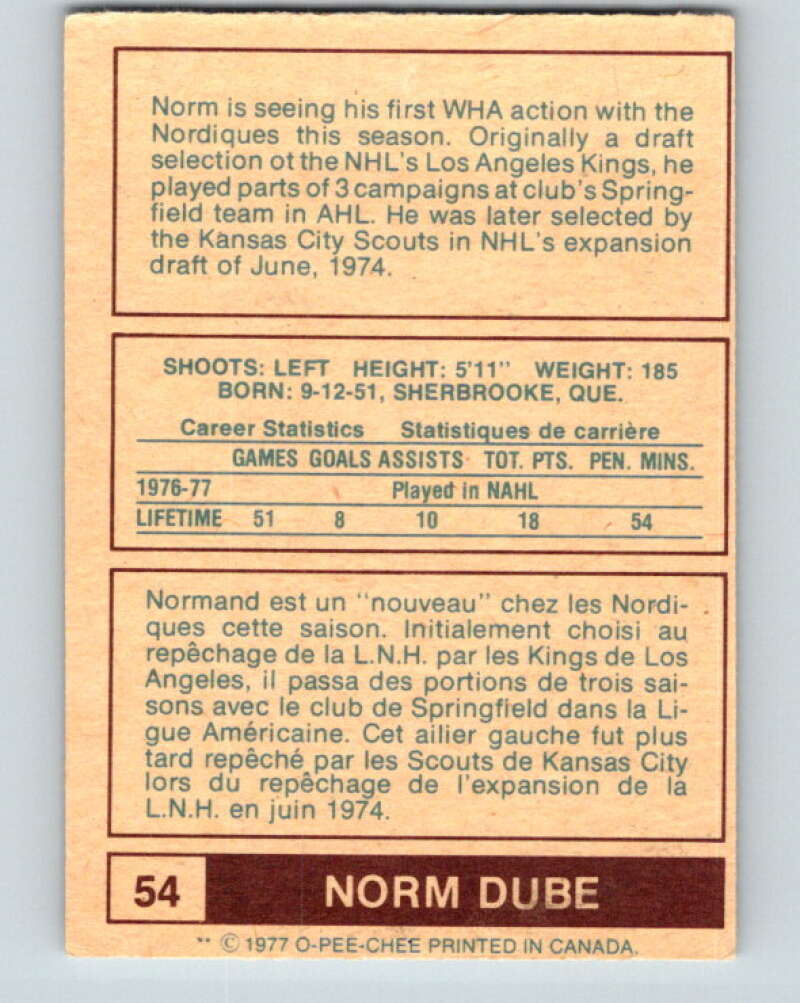 Norm is seeing his first WHA action with the
Nordiques this season. Originally a draft
selection ot the NHL's Los Angeles Kings, he
played parts of 3 campaigns at club's Spring-
field team in AHL. He was later selected by
the Kansas City Scouts in NHL's expansion
draft of June, 1974.
SHOOTS: LEFT HEIGHT: 5'11" WEIGHT: 185
BORN: 9-12-51, SHERBROOKE, QUE.
Career Statistics Statistiques de carrière
GAMES GOALS ASSISTS TOT. PTS. PEN. MINS.
1976-77 Played in NAHL
LIFETIME 51 8 10 18 54
Normand est un "nouveau" chez les Nordi-
ques cette saison. Initialement choisi au
repêchage de la L.N.H. par les Kings de Los
Angeles, il passa des portions de trois sai-
sons avec le club de Springfield dans la Li-
gue Américaine. Cet ailier gauche fut plus
tard repêché par les Scouts de Kansas City
lors du repêchage de l'expansion de la
L.N.H. en juin 1974.
54 NORM DUBE
** © 1977 O-PEE-CHEE PRINTED IN CANADA.